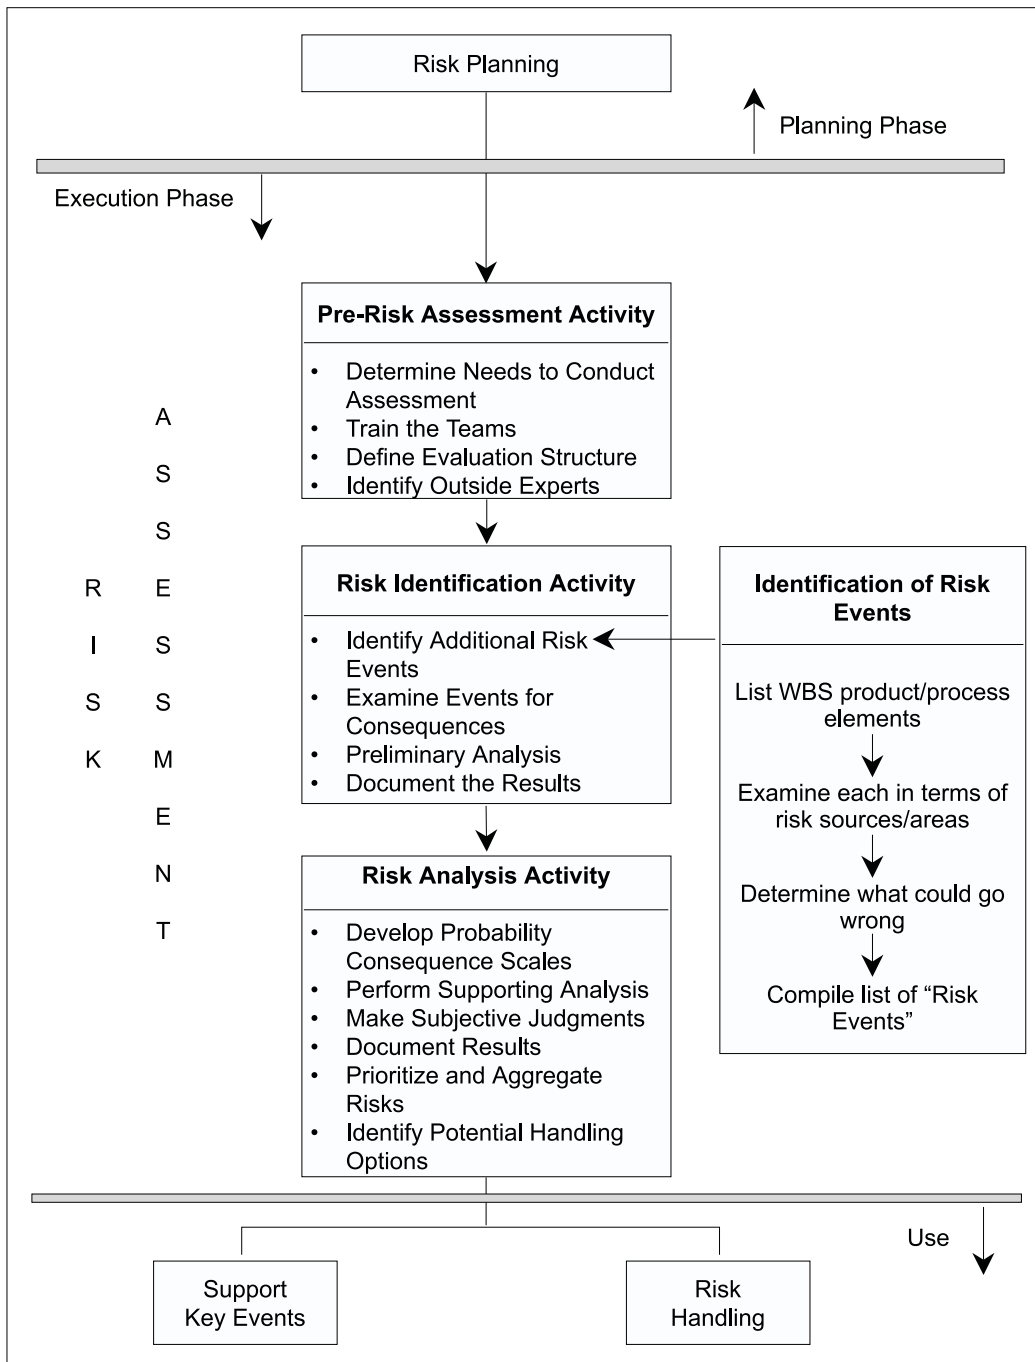 Risk Planning
Planning Phase
Execution Phase
Pre-Risk Assessment Activity
• Determine Needs to Conduct
Assessment
• Train the Teams
• Define Evaluation Structure
• Identify Outside Experts
RISK
ASSESSMENT
Risk Identification Activity
• Identify Additional Risk
Events
• Examine Events for
Consequences
• Preliminary Analysis
• Document the Results
Identification of Risk
Events
List WBS product/process
elements
Examine each in terms of
risk sources/areas
Determine what could go
wrong
Compile list of “Risk
Events”
Risk Analysis Activity
• Develop Probability
Consequence Scales
• Perform Supporting Analysis
• Make Subjective Judgments
• Document Results
• Prioritize and Aggregate
Risks
• Identify Potential Handling
Options
Use
Support
Key Events
Risk
Handling